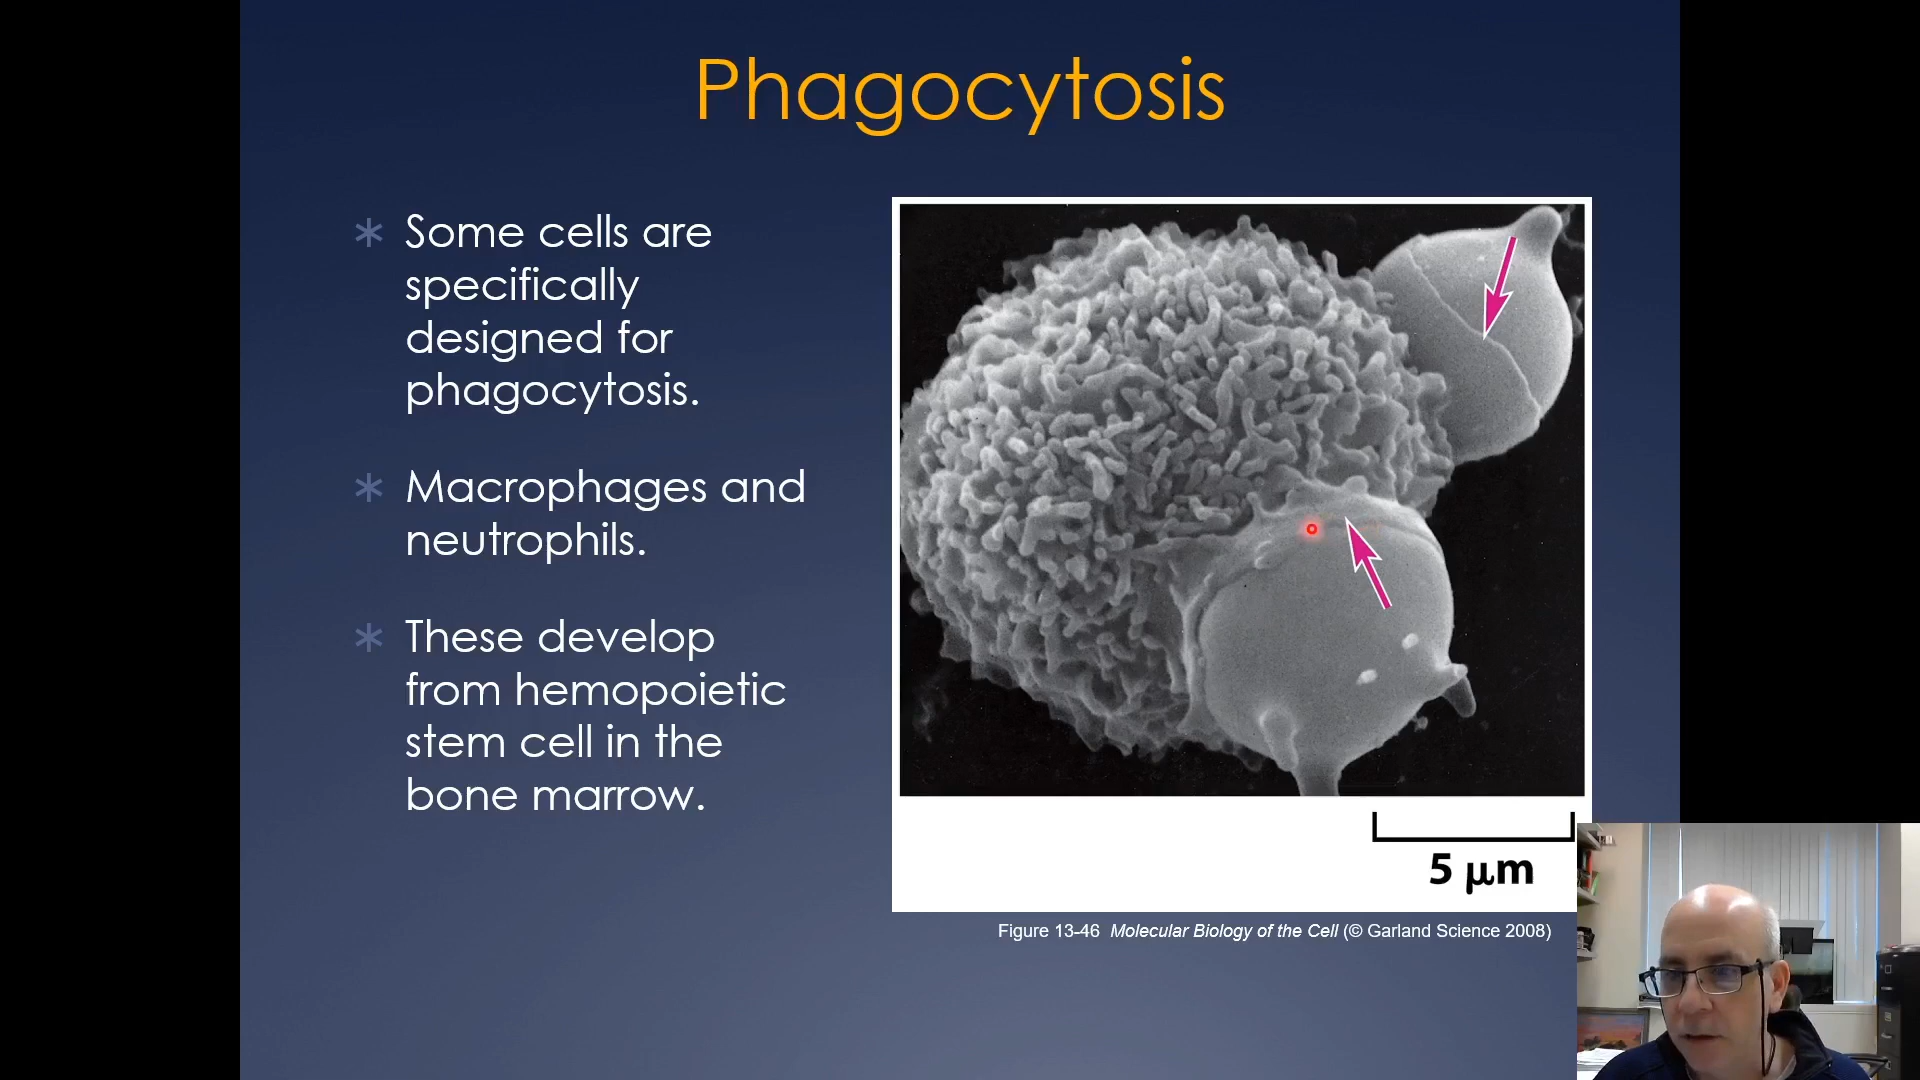 Phagocytosis
Some cells are
specifically
designed for
phagocytosis.
Macrophages and
neutrophils.
These develop
from hemopoietic
stem cell in the
bone marrow.
5 μm
Figure 13-46 Molecular Biology of the Cell (© Garland Science 2008)